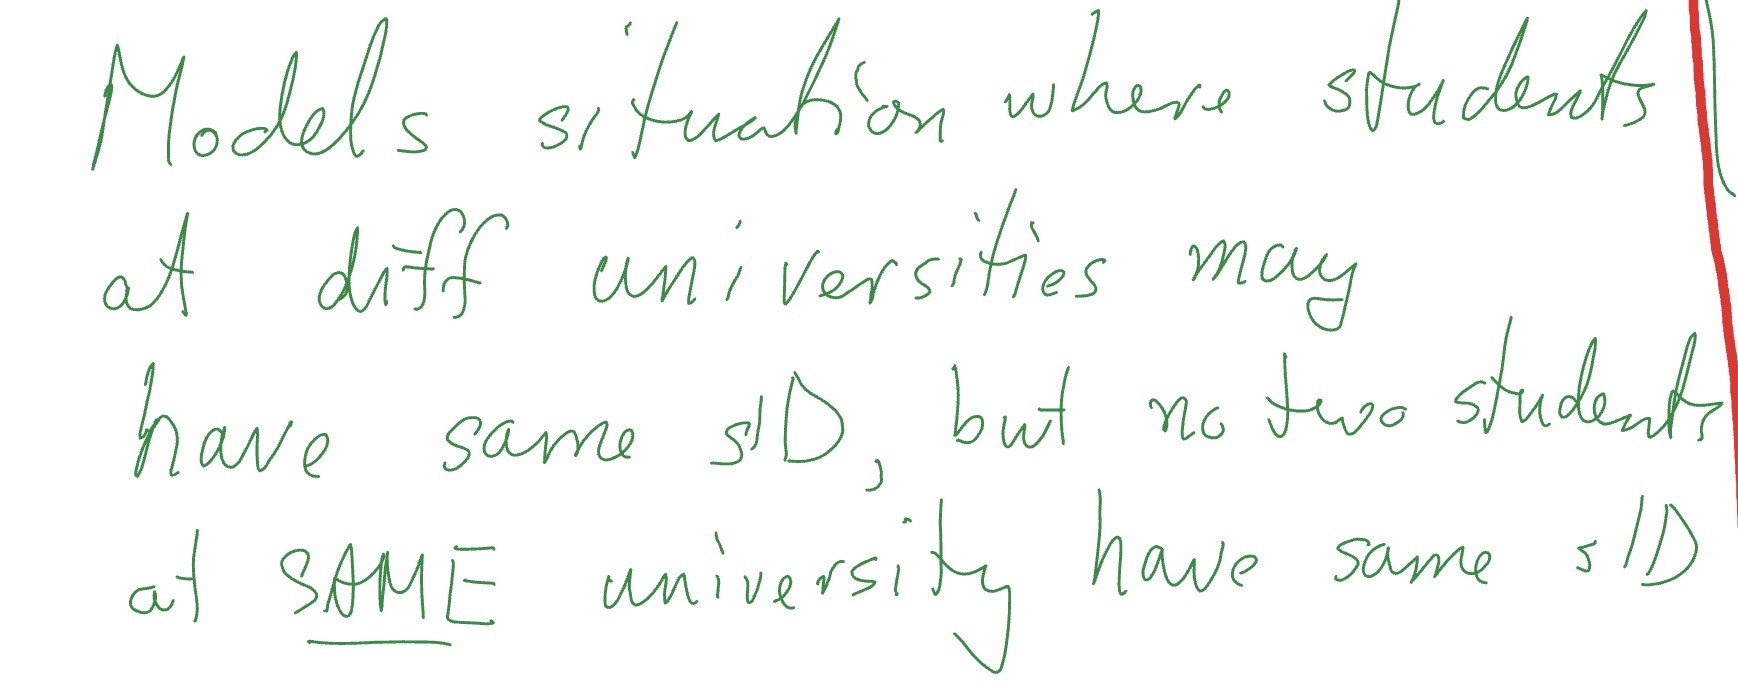 Models situation where students
at diff universities may
have same sID, but no two students
at SAME university have same sID